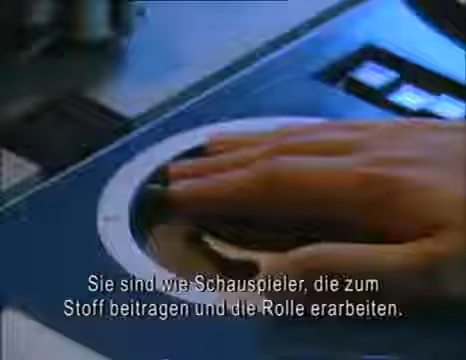 Sie sind wie Schauspieler, die zum
Stoff beitragen und die Rolle erarbeiten.